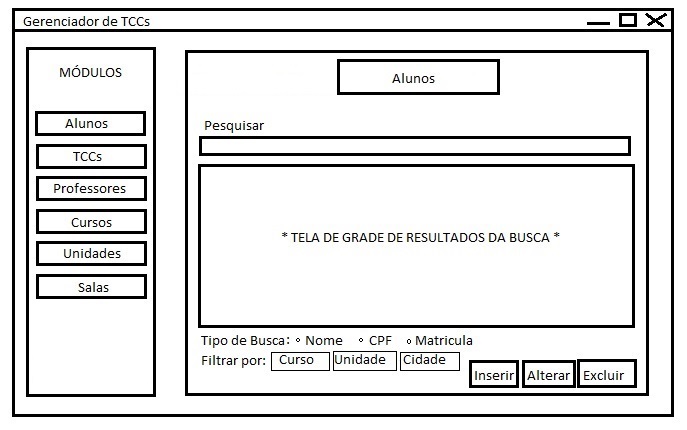 Gerenciador de TCCs
MÓDULOS
Alunos
TCCs
Professores
Cursos
Unidades
Salas
Alunos
Pesquisar
* TELA DE GRADE DE RESULTADOS DA BUSCA *
Tipo de Busca: Nome CPF Matricula
Filtrar por: Curso Unidade Cidade
Inserir Alterar Excluir